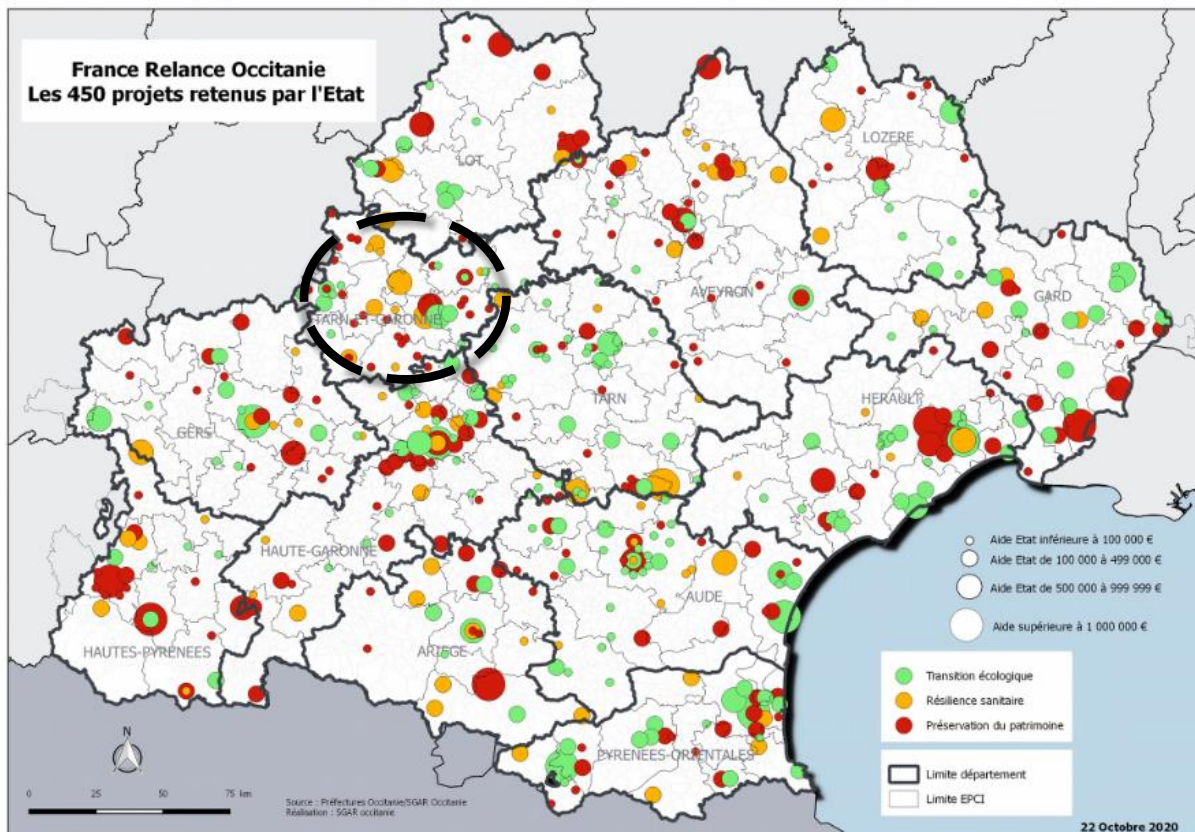 France Relance Occitanie
Les 450 projets retenus par l'Etat
LOT
LOZERE
AVEYRON
GARD
TARN-ET-GARONNE
TARN
HERAULT
GERS
HAUTE-GARONNE
AUDE
HAUTES-PYRENEES
ARIEGE
PYRENEES-ORIENTALES
Aide Etat inférieure à 100 000 €
Aide Etat de 100 000 à 499 000 €
Aide Etat de 500 000 à 999 999 €
Aide supérieure à 1 000 000 €
Transition écologique
Résilience sanitaire
Préservation du patrimoine
Limite département
Limite EPCI
N
0 25 50 75 km
Source : Préfectures Occitanie/SGAR Occitanie
Réalisation : SGAR occitanie
22 Octobre 2020